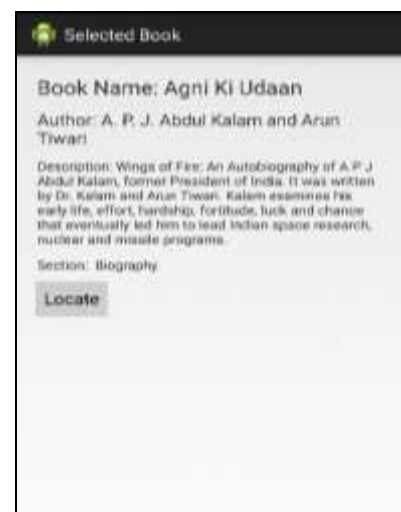 Selected Book
Book Name: Agni Ki Udaan
Author: A. P. J. Abdul Kalam and Arun
Tiwari
Description: Wings of Fire: An Autobiography of A P J
Abdul Kalam, former President of India. It was written
by Dr. Kalam and Arun Tiwari. Kalam examines his
early life, effort, hardship, fortitude, luck and chance
that eventually led him to lead Indian space research,
nuclear and missile programs.
Section: Biography
Locate